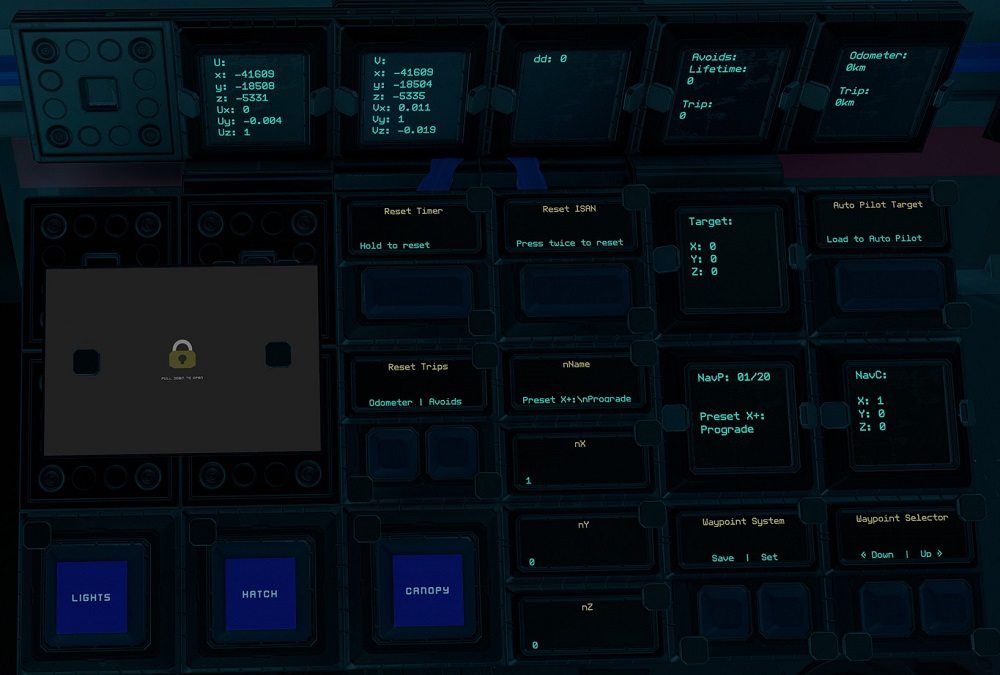 U:
x: -41609
y: -18508
z: -5331
Ux: 0
Uy: -0.004
Uz: 1
V:
x: -41609
y: -18504
z: -5335
Vx: 0.011
Vy: 1
Vz: -0.019
dd: 0
Avoids:
Lifetime:
0
Trip:
0
Odometer:
0km
Trip:
0km
Reset Timer
Hold to reset
Reset ISAN
Press twice to reset
Target:
X: 0
Y: 0
Z: 0
Auto Pilot Target
Load to Auto Pilot
PULL DOWN TO OPEN
Reset Trips
Odometer | Avoids
nName
Preset X+:\nPrograde
nX
1
NavP: 01/20
Preset X+:
Prograde
NavC:
X: 1
Y: 0
Z: 0
LIGHTS
HATCH
CANOPY
nY
0
nZ
0
Waypoint System
Save | Set
Waypoint Selector
« Down | Up »